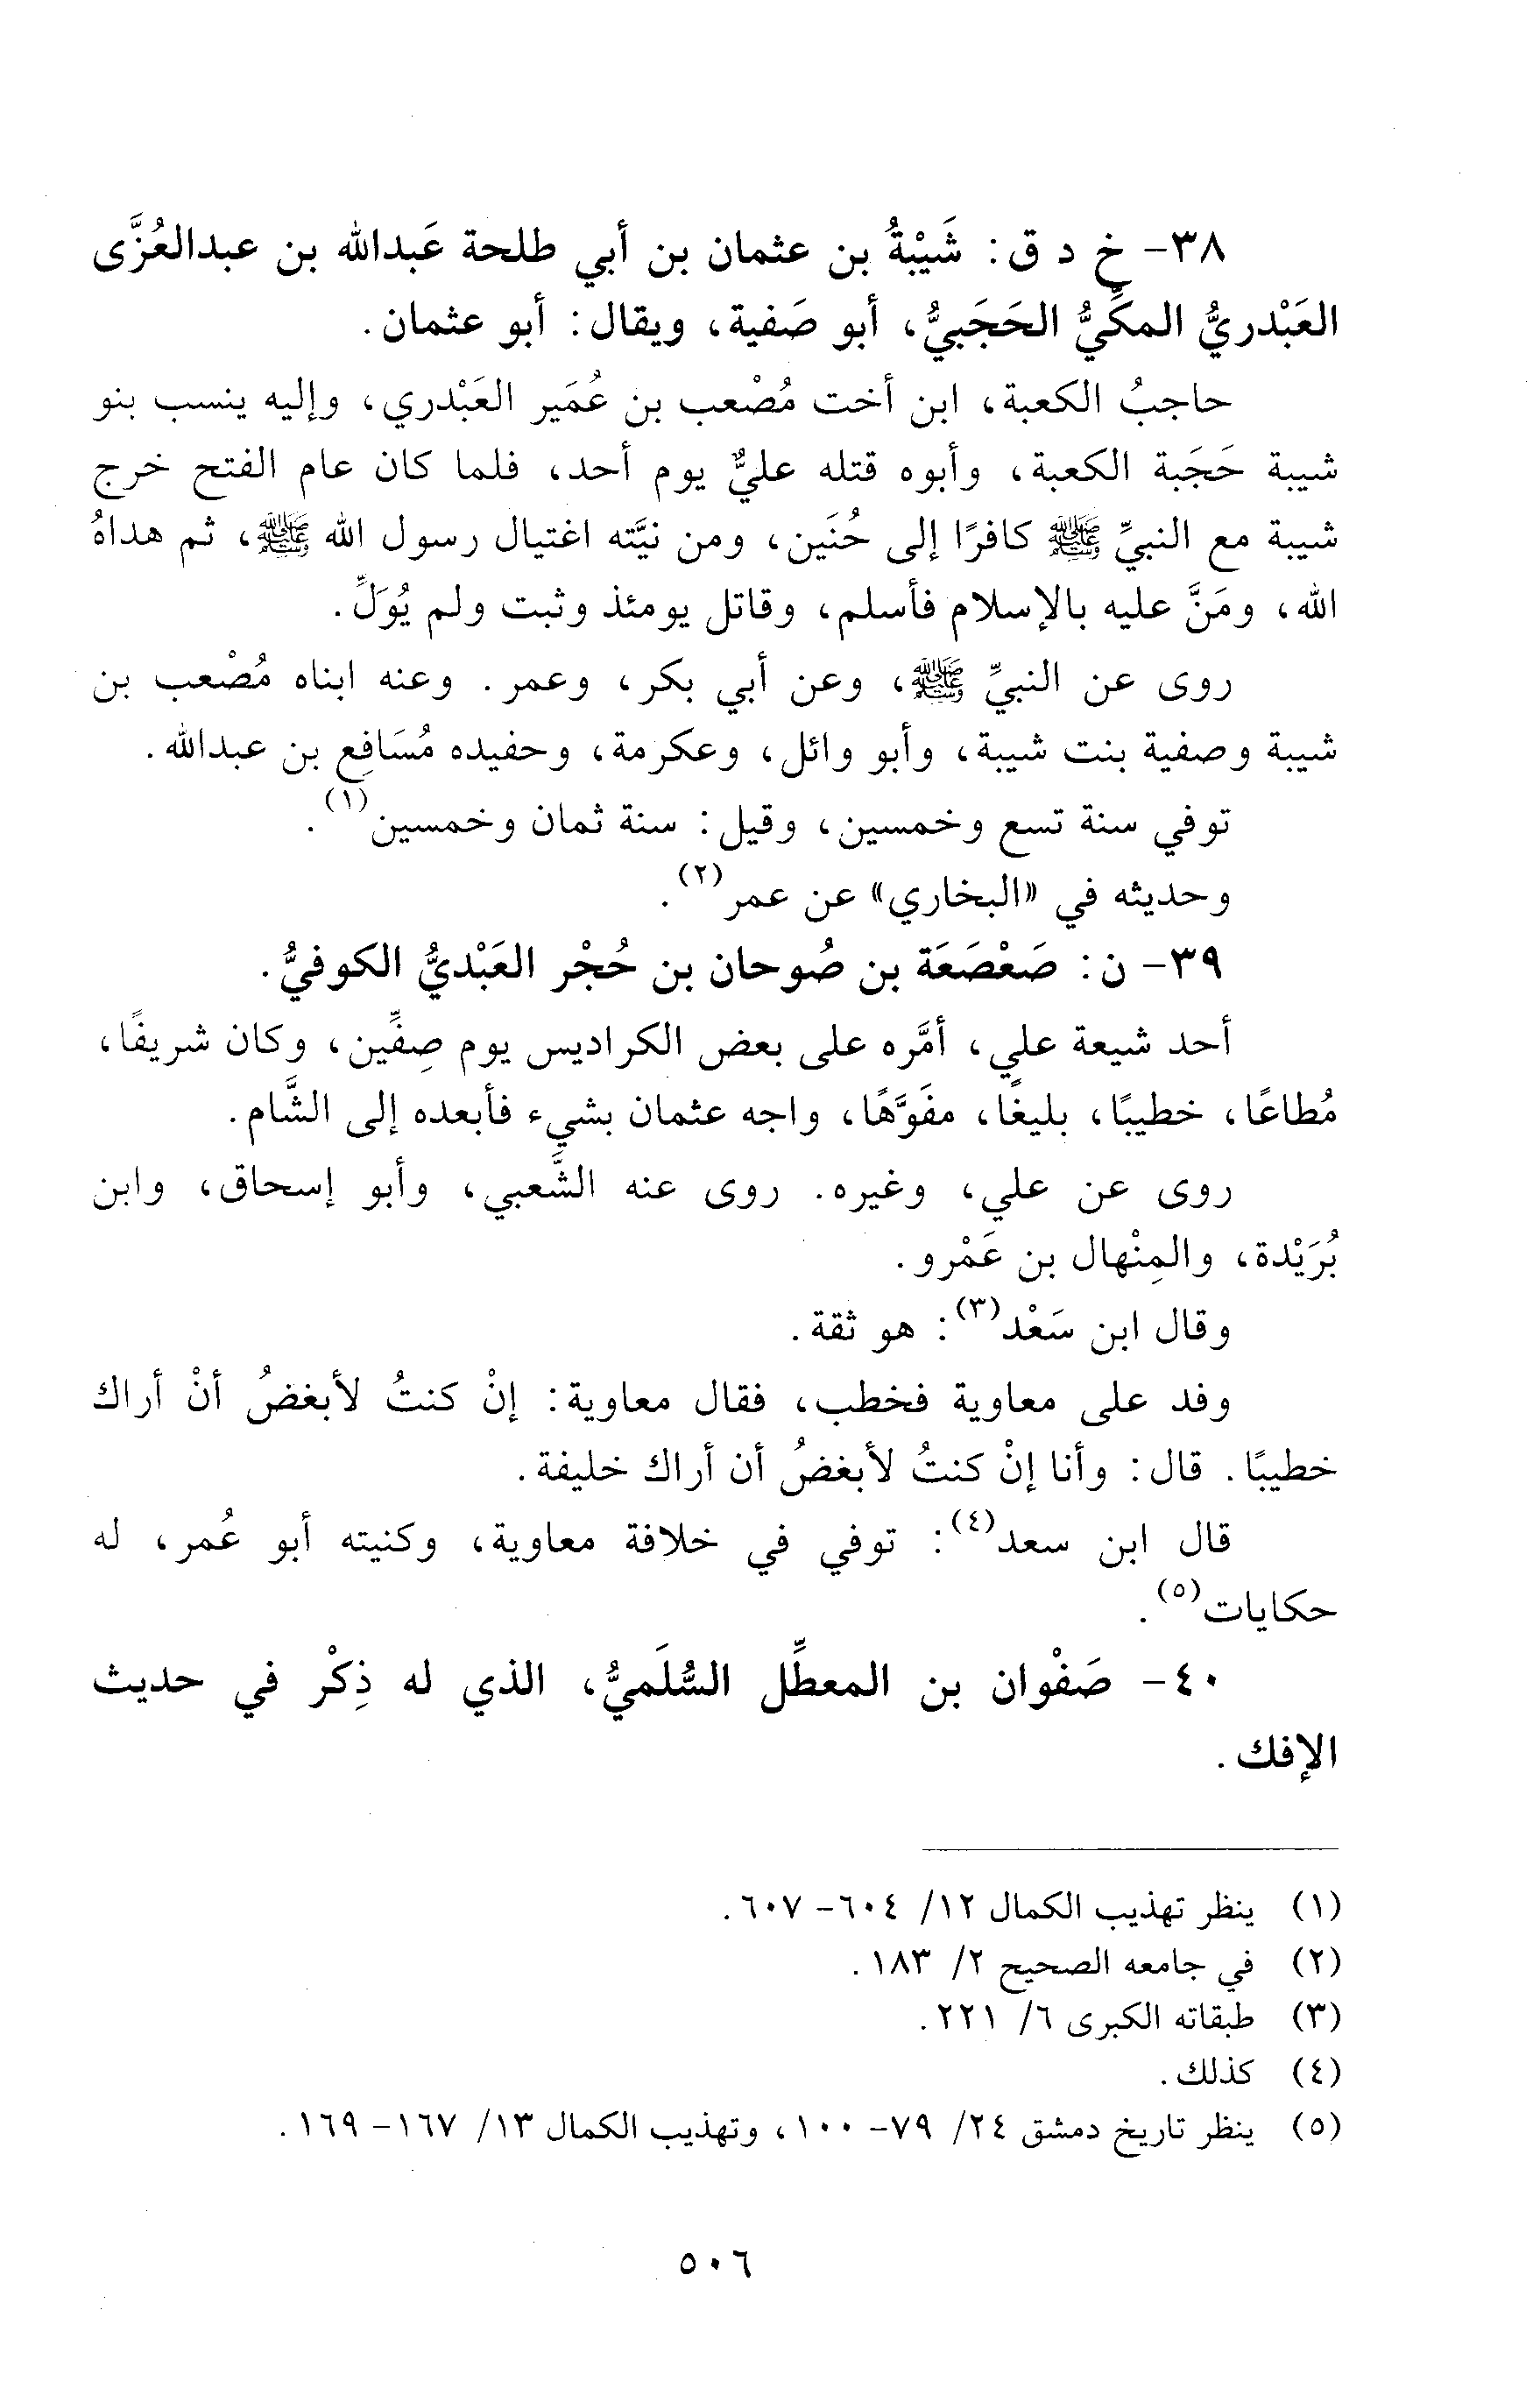 ٣٨- خ د ق: شَيْبَةُ بن عثمان بن أبي طلحة عَبدالله بن عبدالعُزَّى
العَبْدريُّ المكِّيُّ الحَجَبيُّ، أبو صَفية، ويقال: أبو عثمان.
حاجبُ الكعبة، ابن أخت مُصْعب بن عُمَير العَبْدري، وإليه ينسب بنو
شيبة حَجَبة الكعبة، وأبوه قتله عليٌّ يوم أحد، فلما كان عام الفتح خرج
شيبة مع النبيِّ ﷺ كافرًا إلى حُنَين، ومن نيَّته اغتيال رسول الله ﷺ، ثم هداهُ
الله، ومَنَّ عليه بالإسلام فأسلم، وقاتل يومئذ وثبت ولم يُوَلِّ.
روى عن النبيِّ ﷺ، وعن أبي بكر، وعمر. وعنه ابناه مُصْعب بن
شيبة وصفية بنت شيبة، وأبو وائل، وعكرمة، وحفيده مُسَافِع بن عبدالله.
توفي سنة تسع وخمسين، وقيل: سنة ثمان وخمسين(١).
وحديثه في «البخاري» عن عمر(٢).
٣٩- ن: صَعْصَعَة بن صُوحان بن حُجْر العَبْديُّ الكوفيُّ.
أحد شيعة علي، أمَّره على بعض الكراديس يوم صِفِّين، وكان شريفًا،
مُطاعًا، خطيبًا، بليغًا، مفَوَّهًا، واجه عثمان بشيء فأبعده إلى الشَّام.
روى عن علي، وغيره. روى عنه الشَّعبي، وأبو إسحاق، وابن
بُرَيْدة، والمِنْهال بن عَمْرو.
وقال ابن سَعْد(٣): هو ثقة.
وفد على معاوية فخطب، فقال معاوية: إنْ كنتُ لأبغضُ أنْ أراك
خطيبًا. قال: وأنا إنْ كنتُ لأبغضُ أن أراك خليفة.
قال ابن سعد(٤): توفي في خلافة معاوية، وكنيته أبو عُمر، له
حكايات(٥).
٤٠- صَفْوان بن المعطِّل السُّلَميُّ، الذي له ذِكْر في حديث
الإفك.
(١) ينظر تهذيب الكمال ١٢/ ٦٠٤- ٦٠٧.
(٢) في جامعه الصحيح ٢/ ١٨٣.
(٣) طبقاته الكبرى ٦/ ٢٢١.
(٤) كذلك.
(٥) ينظر تاريخ دمشق ٢٤/ ٧٩- ١٠٠، وتهذيب الكمال ١٣/ ١٦٧- ١٦٩.
٥٠٦